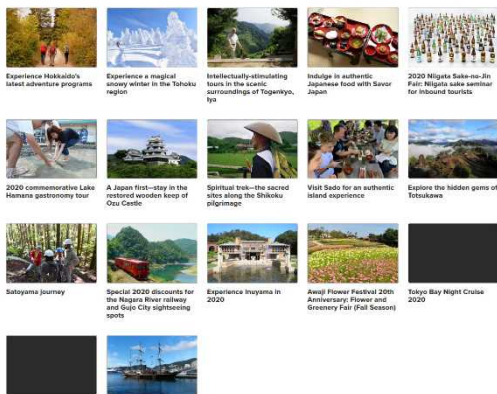 Experience Hokkaido's
latest adventure programs
Experience a magical
snowy winter in the Tohoku
region
Intellectually-stimulating
tours in the scenic
surroundings of Togenkyo,
Iya
Indulge in authentic
Japanese food with Savor
Japan
2020 Niigata Sake-no-Jin
Fair: Niigata sake seminar
for inbound tourists
2020 commemorative Lake
Hamana gastronomy tour
A Japan first—stay in the
restored wooden keep of
Ozu Castle
Spiritual trek—the sacred
sites along the Shikoku
pilgrimage
Visit Sado for an authentic
island experience
Explore the hidden gems of
Totsukawa
Satoyama journey
Special 2020 discounts for
the Nagara River railway
and Gujo City sightseeing
spots
Experience Inuyama in
2020
Awaji Flower Festival 20th
Anniversary: Flower and
Greenery Fair (Fall Season)
Tokyo Bay Night Cruise
2020